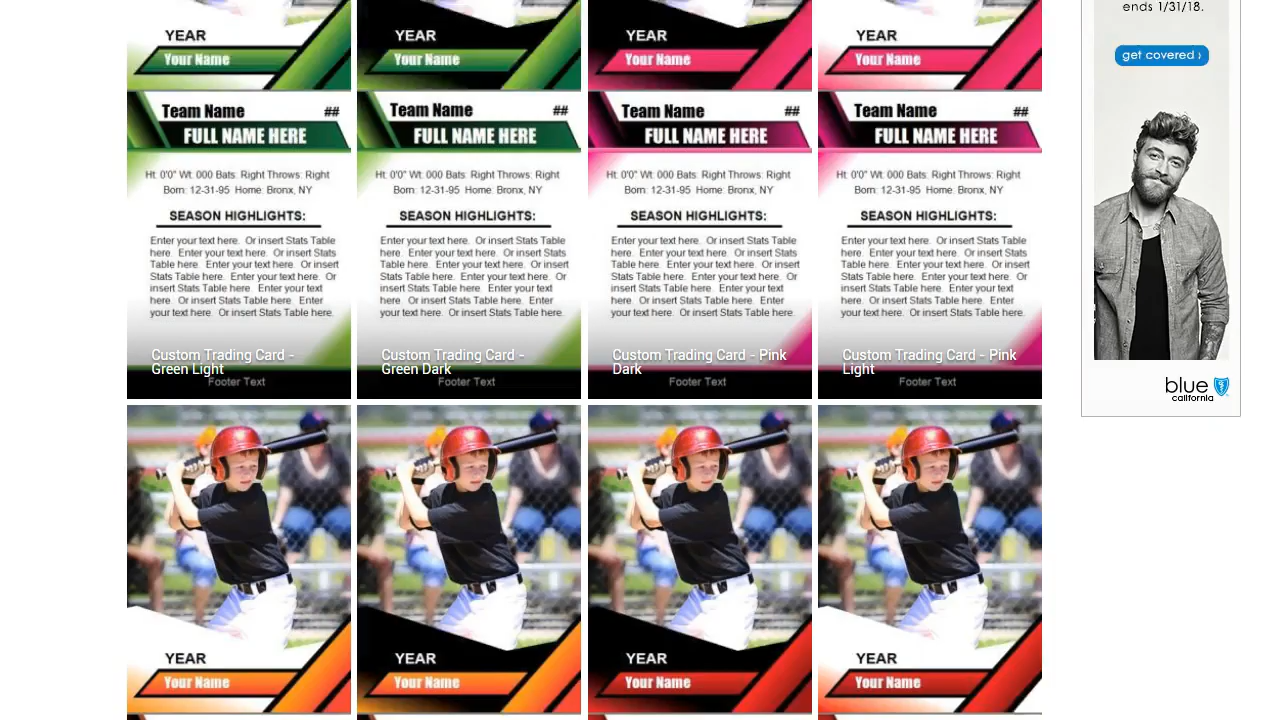 ends 1/31/18.
get covered ›
YEAR
Your Name
YEAR
Your Name
YEAR
Your Name
YEAR
Your Name
Team Name ##
FULL NAME HERE
Ht: 0'0" Wt: 000 Bats: Right Throws: Right
Born: 12-31-95 Home: Bronx, NY
SEASON HIGHLIGHTS:
Enter your text here. Or insert Stats Table
here. Enter your text here. Or insert Stats
Table here. Enter your text here. Or insert
Stats Table here. Enter your text here. Or
insert Stats Table here. Enter your text
here. Or insert Stats Table here. Enter
your text here. Or insert Stats Table here.
Custom Trading Card -
Green Light
Footer Text
Team Name ##
FULL NAME HERE
Ht: 0'0" Wt: 000 Bats: Right Throws: Right
Born: 12-31-95 Home: Bronx, NY
SEASON HIGHLIGHTS:
Enter your text here. Or insert Stats Table
here. Enter your text here. Or insert Stats
Table here. Enter your text here. Or insert
Stats Table here. Enter your text here. Or
insert Stats Table here. Enter your text
here. Or insert Stats Table here. Enter
your text here. Or insert Stats Table here.
Custom Trading Card -
Green Dark
Footer Text
Team Name ##
FULL NAME HERE
Ht: 0'0" Wt: 000 Bats: Right Throws: Right
Born: 12-31-95 Home: Bronx, NY
SEASON HIGHLIGHTS:
Enter your text here. Or insert Stats Table
here. Enter your text here. Or insert Stats
Table here. Enter your text here. Or insert
Stats Table here. Enter your text here. Or
insert Stats Table here. Enter your text
here. Or insert Stats Table here. Enter
your text here. Or insert Stats Table here.
Custom Trading Card - Pink
Dark
Footer Text
Team Name ##
FULL NAME HERE
Ht: 0'0" Wt: 000 Bats: Right Throws: Right
Born: 12-31-95 Home: Bronx, NY
SEASON HIGHLIGHTS:
Enter your text here. Or insert Stats Table
here. Enter your text here. Or insert Stats
Table here. Enter your text here. Or insert
Stats Table here. Enter your text here. Or
insert Stats Table here. Enter your text
here. Or insert Stats Table here. Enter
your text here. Or insert Stats Table here.
Custom Trading Card - Pink
Light
Footer Text
blue
california
YEAR
Your Name
YEAR
Your Name
YEAR
Your Name
YEAR
Your Name